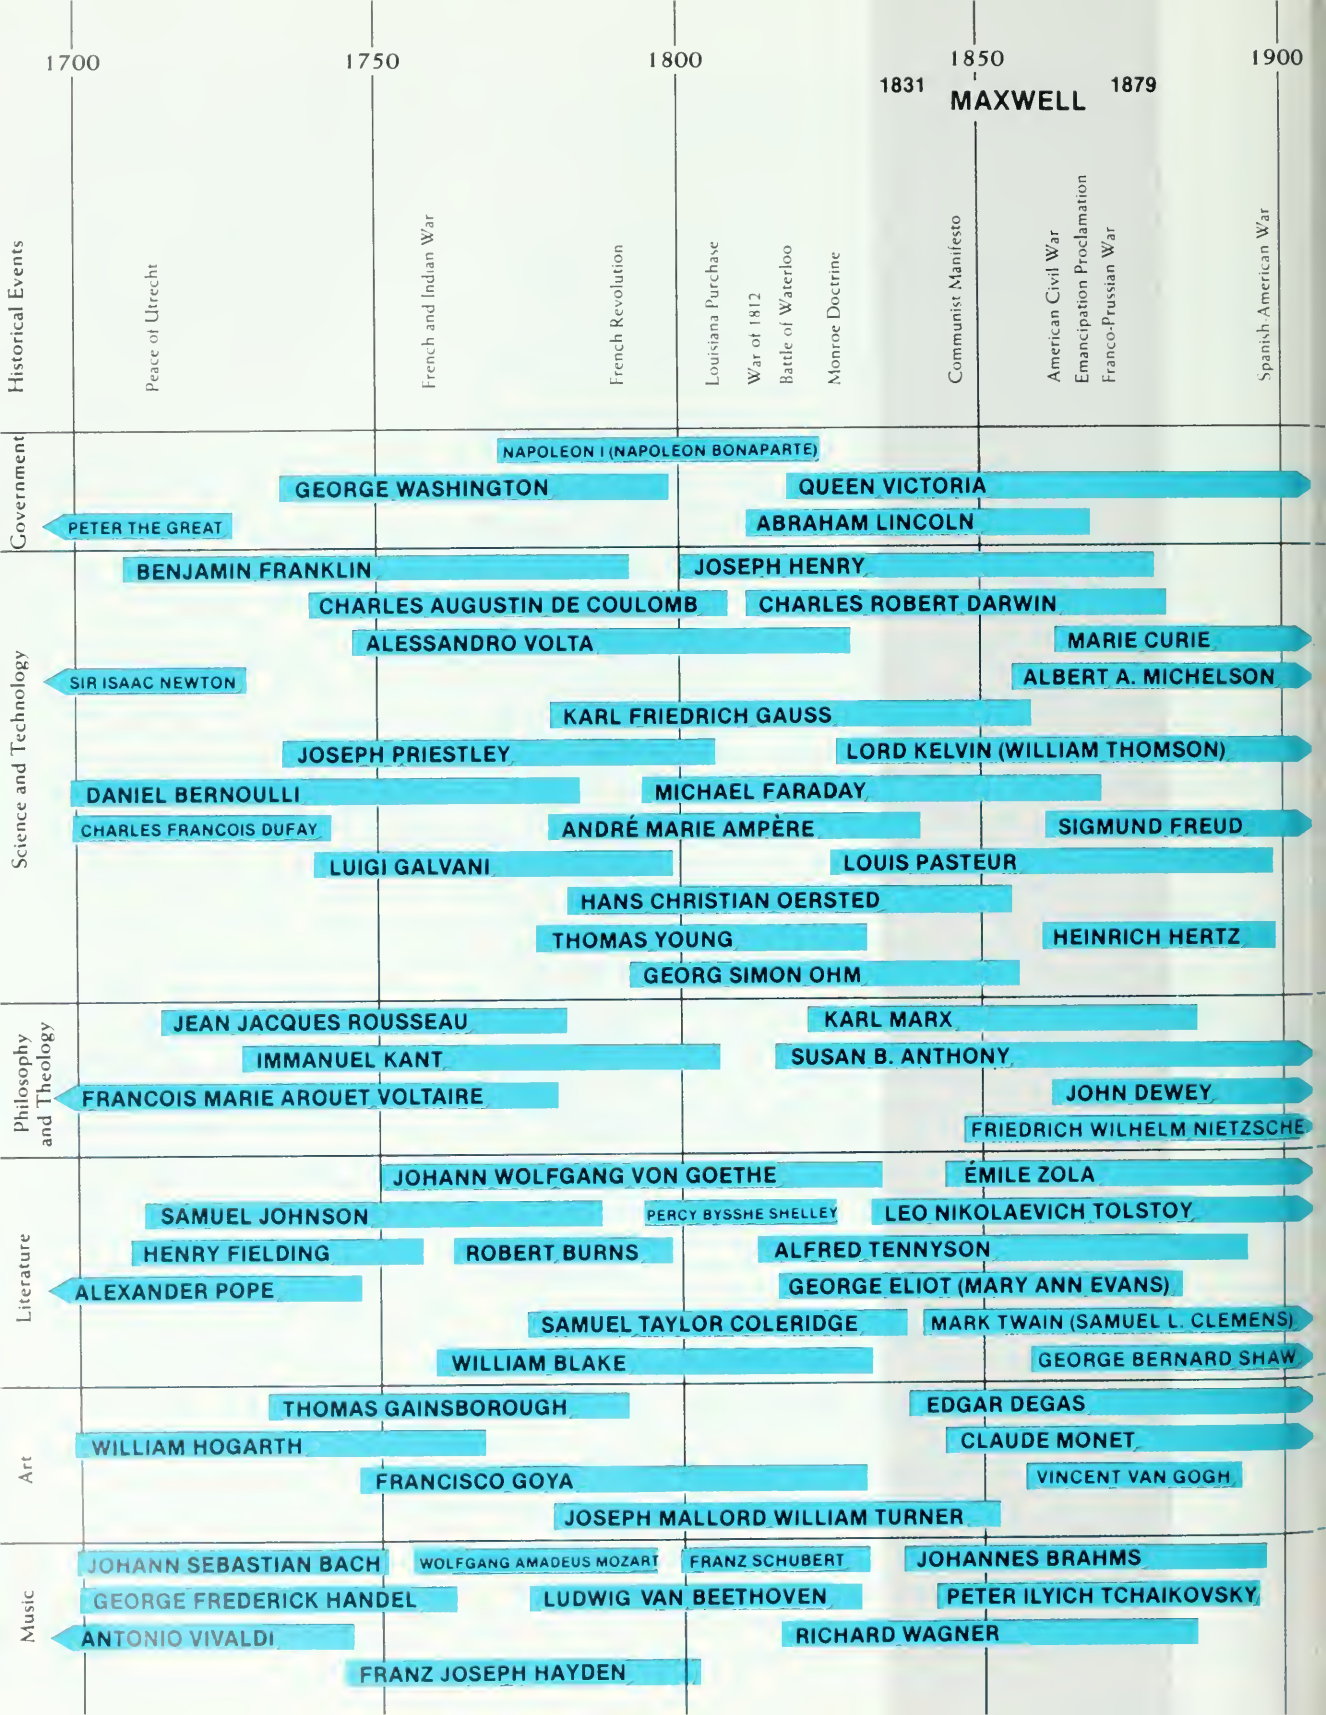 1700 1750 1800 1850 1900
1831 MAXWELL 1879
Historical Events
Peace of Utrecht
French and Indian War
French Revolution
Louisiana Purchase
War of 1812
Battle of Waterloo
Monroe Doctrine
Communist Manifesto
American Civil War
Emancipation Proclamation
Franco-Prussian War
Spanish-American War
Government
NAPOLEON I (NAPOLEON BONAPARTE)
GEORGE WASHINGTON QUEEN VICTORIA
PETER THE GREAT ABRAHAM LINCOLN
Science and Technology
BENJAMIN FRANKLIN JOSEPH HENRY
CHARLES AUGUSTIN DE COULOMB CHARLES ROBERT DARWIN
ALESSANDRO VOLTA MARIE CURIE
SIR ISAAC NEWTON ALBERT A. MICHELSON
KARL FRIEDRICH GAUSS
JOSEPH PRIESTLEY LORD KELVIN (WILLIAM THOMSON)
DANIEL BERNOULLI MICHAEL FARADAY
CHARLES FRANCOIS DUFAY ANDRÉ MARIE AMPÈRE SIGMUND FREUD
LUIGI GALVANI LOUIS PASTEUR
HANS CHRISTIAN OERSTED
THOMAS YOUNG HEINRICH HERTZ
GEORG SIMON OHM
Philosophy
and Theology
JEAN JACQUES ROUSSEAU KARL MARX
IMMANUEL KANT SUSAN B. ANTHONY
FRANCOIS MARIE AROUET VOLTAIRE JOHN DEWEY
FRIEDRICH WILHELM NIETZSCHE
Literature
JOHANN WOLFGANG VON GOETHE ÉMILE ZOLA
SAMUEL JOHNSON PERCY BYSSHE SHELLEY LEO NIKOLAEVICH TOLSTOY
HENRY FIELDING ROBERT BURNS ALFRED TENNYSON
ALEXANDER POPE GEORGE ELIOT (MARY ANN EVANS)
SAMUEL TAYLOR COLERIDGE MARK TWAIN (SAMUEL L. CLEMENS)
WILLIAM BLAKE GEORGE BERNARD SHAW
Art
THOMAS GAINSBOROUGH EDGAR DEGAS
WILLIAM HOGARTH CLAUDE MONET
FRANCISCO GOYA VINCENT VAN GOGH
JOSEPH MALLORD WILLIAM TURNER
Music
JOHANN SEBASTIAN BACH WOLFGANG AMADEUS MOZART FRANZ SCHUBERT JOHANNES BRAHMS
GEORGE FREDERICK HANDEL LUDWIG VAN BEETHOVEN PETER ILYICH TCHAIKOVSKY
ANTONIO VIVALDI RICHARD WAGNER
FRANZ JOSEPH HAYDEN